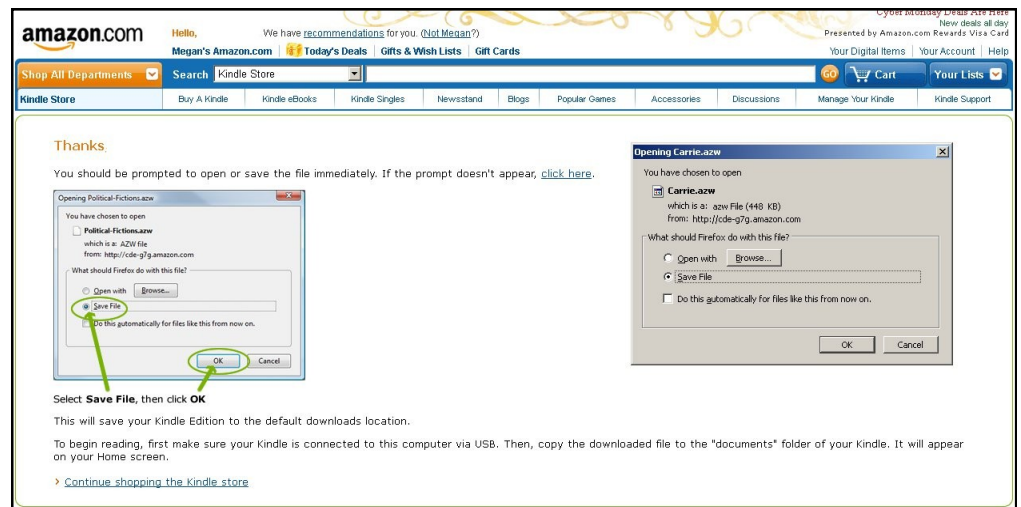 Cyber Monday Deals Are Here
New deals all day
Presented by Amazon.com Rewards Visa Card
amazon.com
Hello, We have recommendations for you. (Not Megan?)
Megan's Amazon.com Today's Deals Gifts & Wish Lists Gift Cards
Your Digital Items Your Account Help
Shop All Departments Search Kindle Store GO Cart Your Lists
Kindle Store Buy A Kindle Kindle eBooks Kindle Singles Newsstand Blogs Popular Games Accessories Discussions Manage Your Kindle Kindle Support
Thanks,
You should be prompted to open or save the file immediately. If the prompt doesn't appear, click here.
Opening Political-Fictions.azw
You have chosen to open
Political-Fictions.azw
which is a: AZW file
from: http://cde-g7g.amazon.com
What should Firefox do with this file?
Open with Browse...
Save File
Do this automatically for files like this from now on.
OK Cancel
Select Save File, then click OK
Opening Carrie.azw
You have chosen to open
Carrie.azw
which is a: azw File (448 KB)
from: http://cde-g7g.amazon.com
What should Firefox do with this file?
Open with Browse...
Save File
Do this automatically for files like this from now on.
OK Cancel
This will save your Kindle Edition to the default downloads location.
To begin reading, first make sure your Kindle is connected to this computer via USB. Then, copy the downloaded file to the "documents" folder of your Kindle. It will appear
on your Home screen.
› Continue shopping the Kindle store